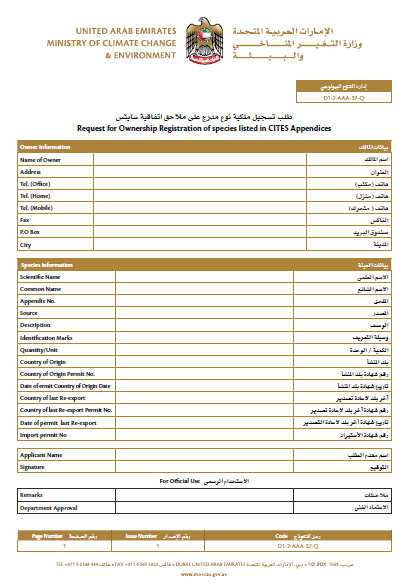 UNITED ARAB EMIRATES
MINISTRY OF CLIMATE CHANGE
& ENVIRONMENT
الإمارات العربية المتحدة
وزارة التغير المناخي
والبيئة
إدارة التنوع البيولوجي
D1-2-AAA-37-Q
طلب تسجيل ملكية نوع مدرج على ملاحق اتفاقية سايتس
Request for Ownership Registration of species listed in CITES Appendices
Owner Information بيانات المالك
Name of Owner اسم المالك
Address العنوان
Tel. (Office) هاتف (مكتب)
Tel. (Home) هاتف (منزل)
Tel. (Mobile) هاتف (متحرك)
Fax الفاكس
P.O Box صندوق البريد
City المدينة
Species Information بيانات العينة
Scientific Name الاسم العلمي
Common Name الاسم الشائع
Appendix No. الملحق
Source المصدر
Description الوصف
Identification Marks وسيلة التعريف
Quantity/Unit الكمية / الوحدة
Country of Origin بلد المنشأ
Country of Origin Permit No. رقم شهادة بلد المنشأ
Date of ermit Country of Origin Date تاريخ شهادة بلد المنشأ
Country of last Re-export آخر بلد لاعادة تصدير
Country of last Re-export Permit No. رقم شهادة آخر بلد لاعادة تصدير
Date of permit last Re-export تاريخ شهادة آخر بلد لاعادة التصدير
Import permit No رقم شهادة الأستيراد
Applicant Name اسم مقدم الطلب
Signature التوقيع
For Official Use الاستخدام الرسمي
Remarks ملاحظات
Department Approval الاعتماد الفني
Page Number رقم الصفحة Issue Number رقم الإصدار Code رمز النموذج
1 1 D1-2-AAA-37-Q
TEL +971 4 2148 444 هاتف FAX +971 4 265 5822 فاكس DUBAI, UNITED ARAB EMIRATES دبي، الإمارات العربية المتحدة P.O. BOX 1509 ص.ب
www.moccae.gov.ae